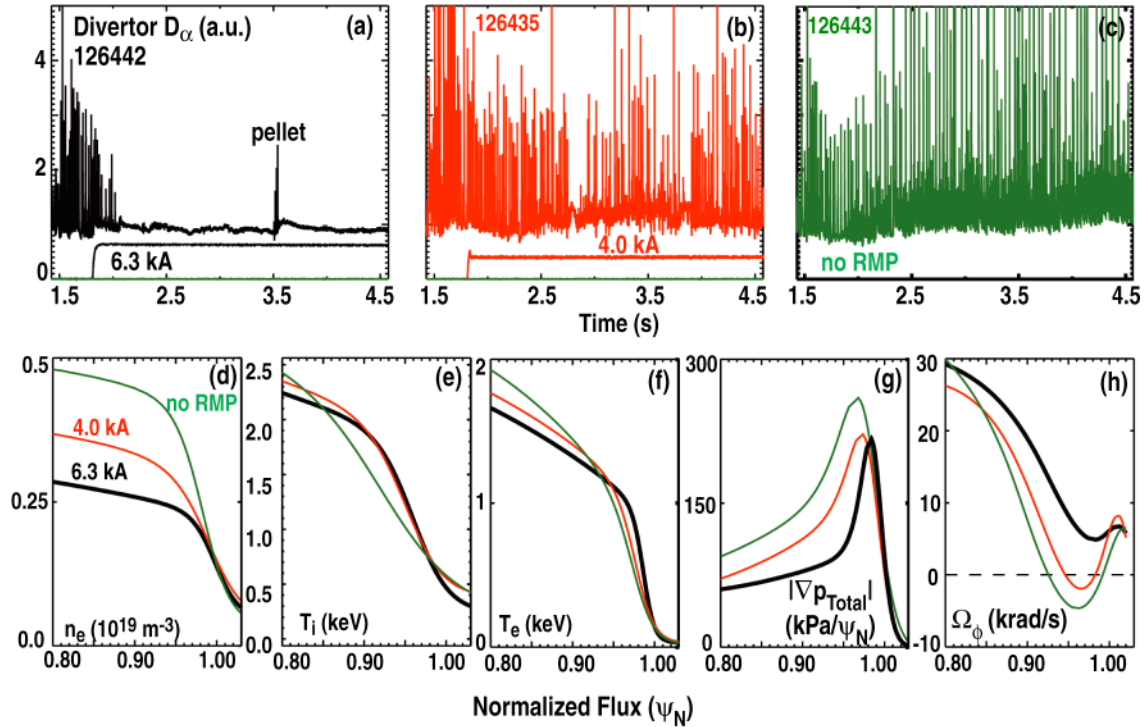 Divertor Dα (a.u.)
126442
(a)
126435
(b)
126443
(c)
4
2
0
pellet
6.3 kA
4.0 kA
no RMP
1.5 2.5 3.5 4.5
1.5 2.5 3.5 4.5
1.5 2.5 3.5 4.5
Time (s)
(d)
(e)
(f)
(g)
(h)
0.5
0.25
0.0
no RMP
4.0 kA
6.3 kA
nₑ (10¹⁹ m⁻³)
2.5
2.0
1.5
1.0
0.5
0.0
Tᵢ (keV)
2
1
0
Tₑ (keV)
300
150
0
|∇p_Total|
(kPa/ψ_N)
30
20
10
0
-10
Ω_ϕ (krad/s)
0.80 0.90 1.00
0.80 0.90 1.00
0.80 0.90 1.00
0.80 0.90 1.00
0.80 0.90 1.00
Normalized Flux (ψ_N)